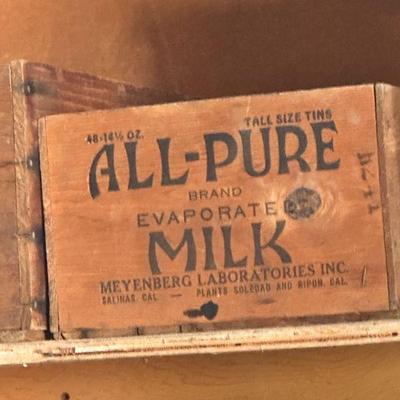 48-14½ OZ. TALL SIZE TINS
ALL-PURE
BRAND
EVAPORATE
MILK
MEYENBERG LABORATORIES INC.
SALINAS, CAL. — PLANTS SOLEDAD AND RIPON, CAL.